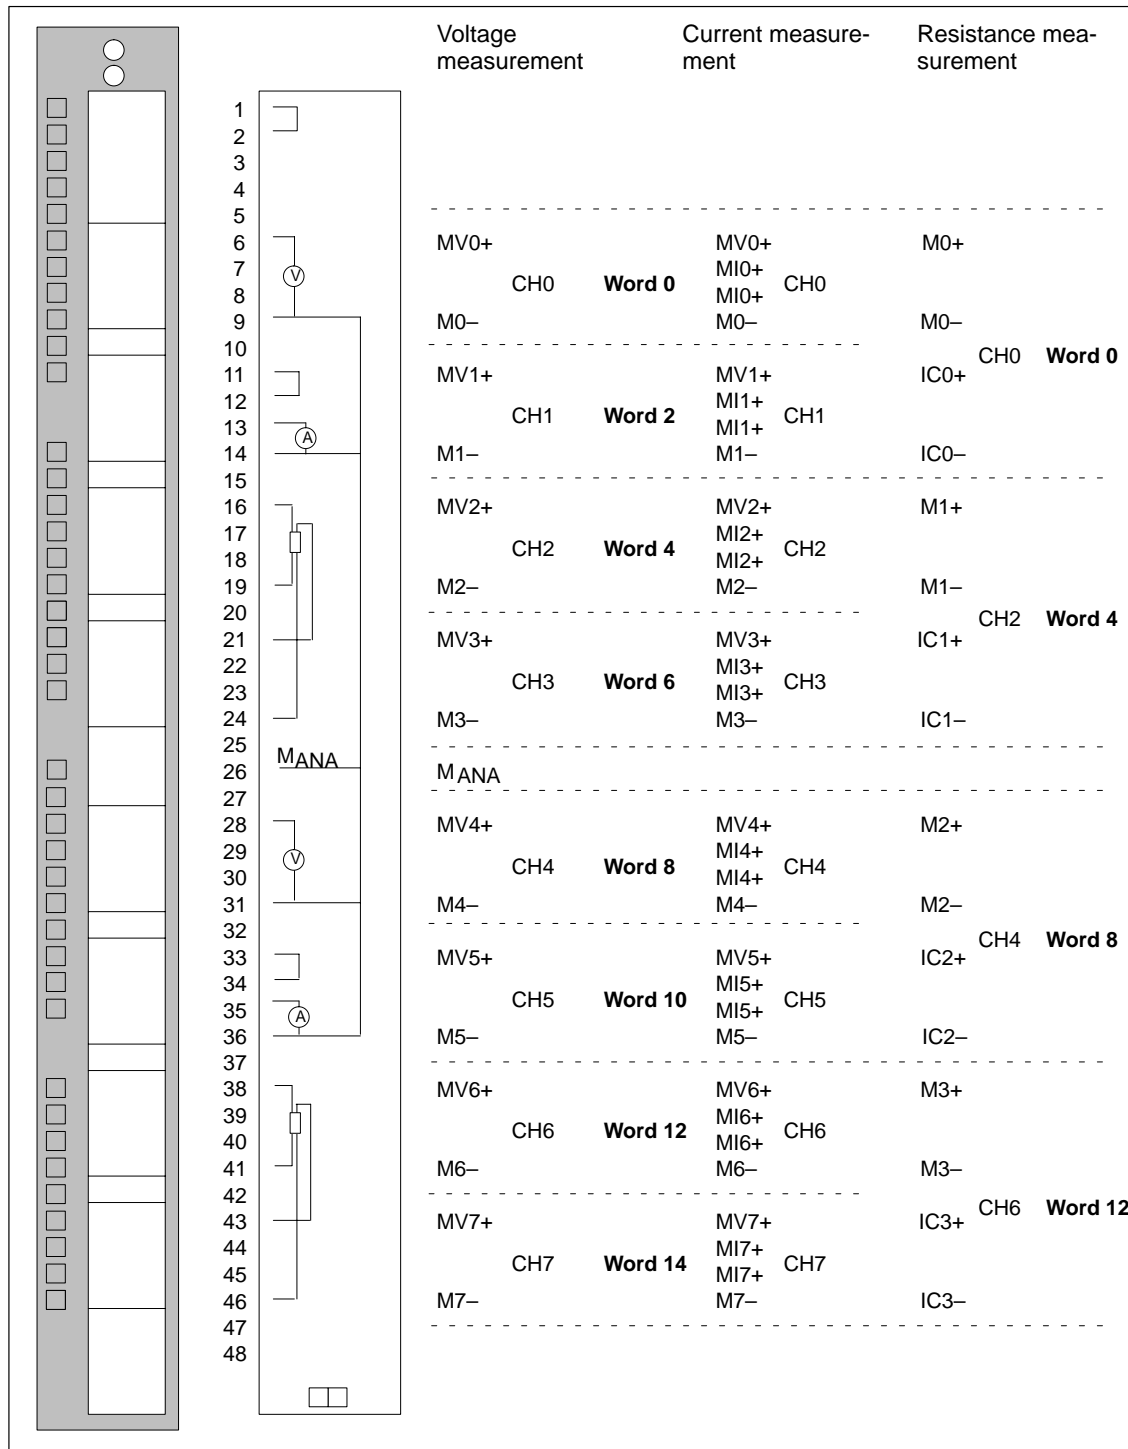 Voltage measurement Current measure- Resistance mea-
measurement ment surement
1
2
3
4
5
6 MV0+ MV0+ M0+
7 V MI0+
CH0 Word 0 CH0
8 MI0+
9 M0– M0– M0–
10 CH0 Word 0
11 MV1+ MV1+ IC0+
12 MI1+
CH1 Word 2 CH1
13 A MI1+
14 M1– M1– IC0–
15
16 MV2+ MV2+ M1+
17 MI2+
CH2 Word 4 CH2
18 MI2+
19 M2– M2– M1–
20 CH2 Word 4
21 MV3+ MV3+ IC1+
22 MI3+
CH3 Word 6 CH3
23 MI3+
24 M3– M3– IC1–
25
26 MANA MANA
27
28 MV4+ MV4+ M2+
29 V MI4+
CH4 Word 8 CH4
30 MI4+
31 M4– M4– M2–
32 CH4 Word 8
33 MV5+ MV5+ IC2+
34 MI5+
CH5 Word 10 CH5
35 A MI5+
36 M5– M5– IC2–
37
38 MV6+ MV6+ M3+
39 MI6+
CH6 Word 12 CH6
40 MI6+
41 M6– M6– M3–
42 CH6 Word 12
43 MV7+ MV7+ IC3+
44 MI7+
CH7 Word 14 CH7
45 MI7+
46 M7– M7– IC3–
47
48